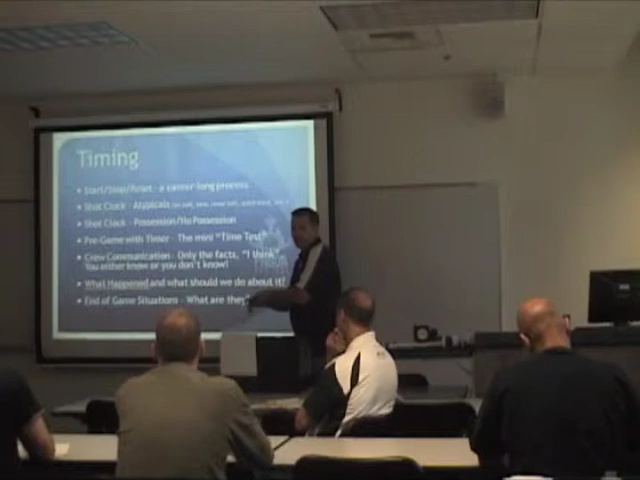 Timing
Start/Stop/Reset - a career-long process
Shot Clock - Atypicals
Shot Clock - Possession/No Possession
Pre-Game with Timer - The mini "Time Test"
Crew Communication - Only the facts, "I think".
You either know or you don't know!
What Happened and what should we do about it?
End of Game Situations - What are they?